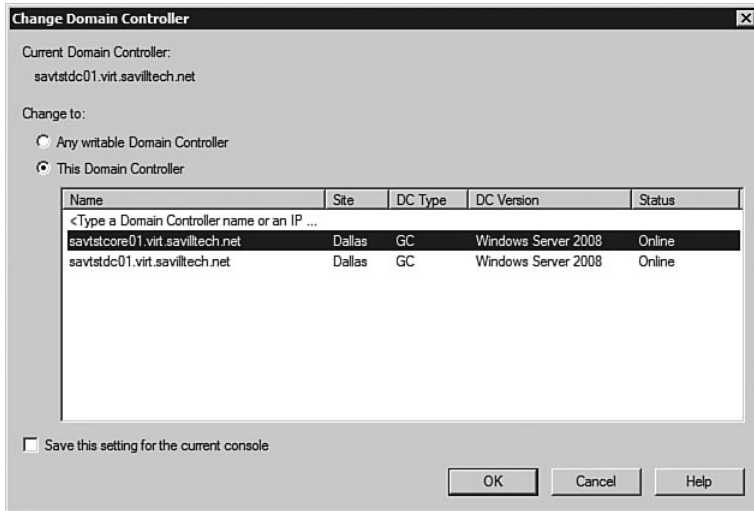 Change Domain Controller
Current Domain Controller:
savtstdc01.virt.savilltech.net
Change to:
Any writable Domain Controller
This Domain Controller
Name Site DC Type DC Version Status
<Type a Domain Controller name or an IP ...
savtstcore01.virt.savilltech.net Dallas GC Windows Server 2008 Online
savtstdc01.virt.savilltech.net Dallas GC Windows Server 2008 Online
Save this setting for the current console
OK Cancel Help